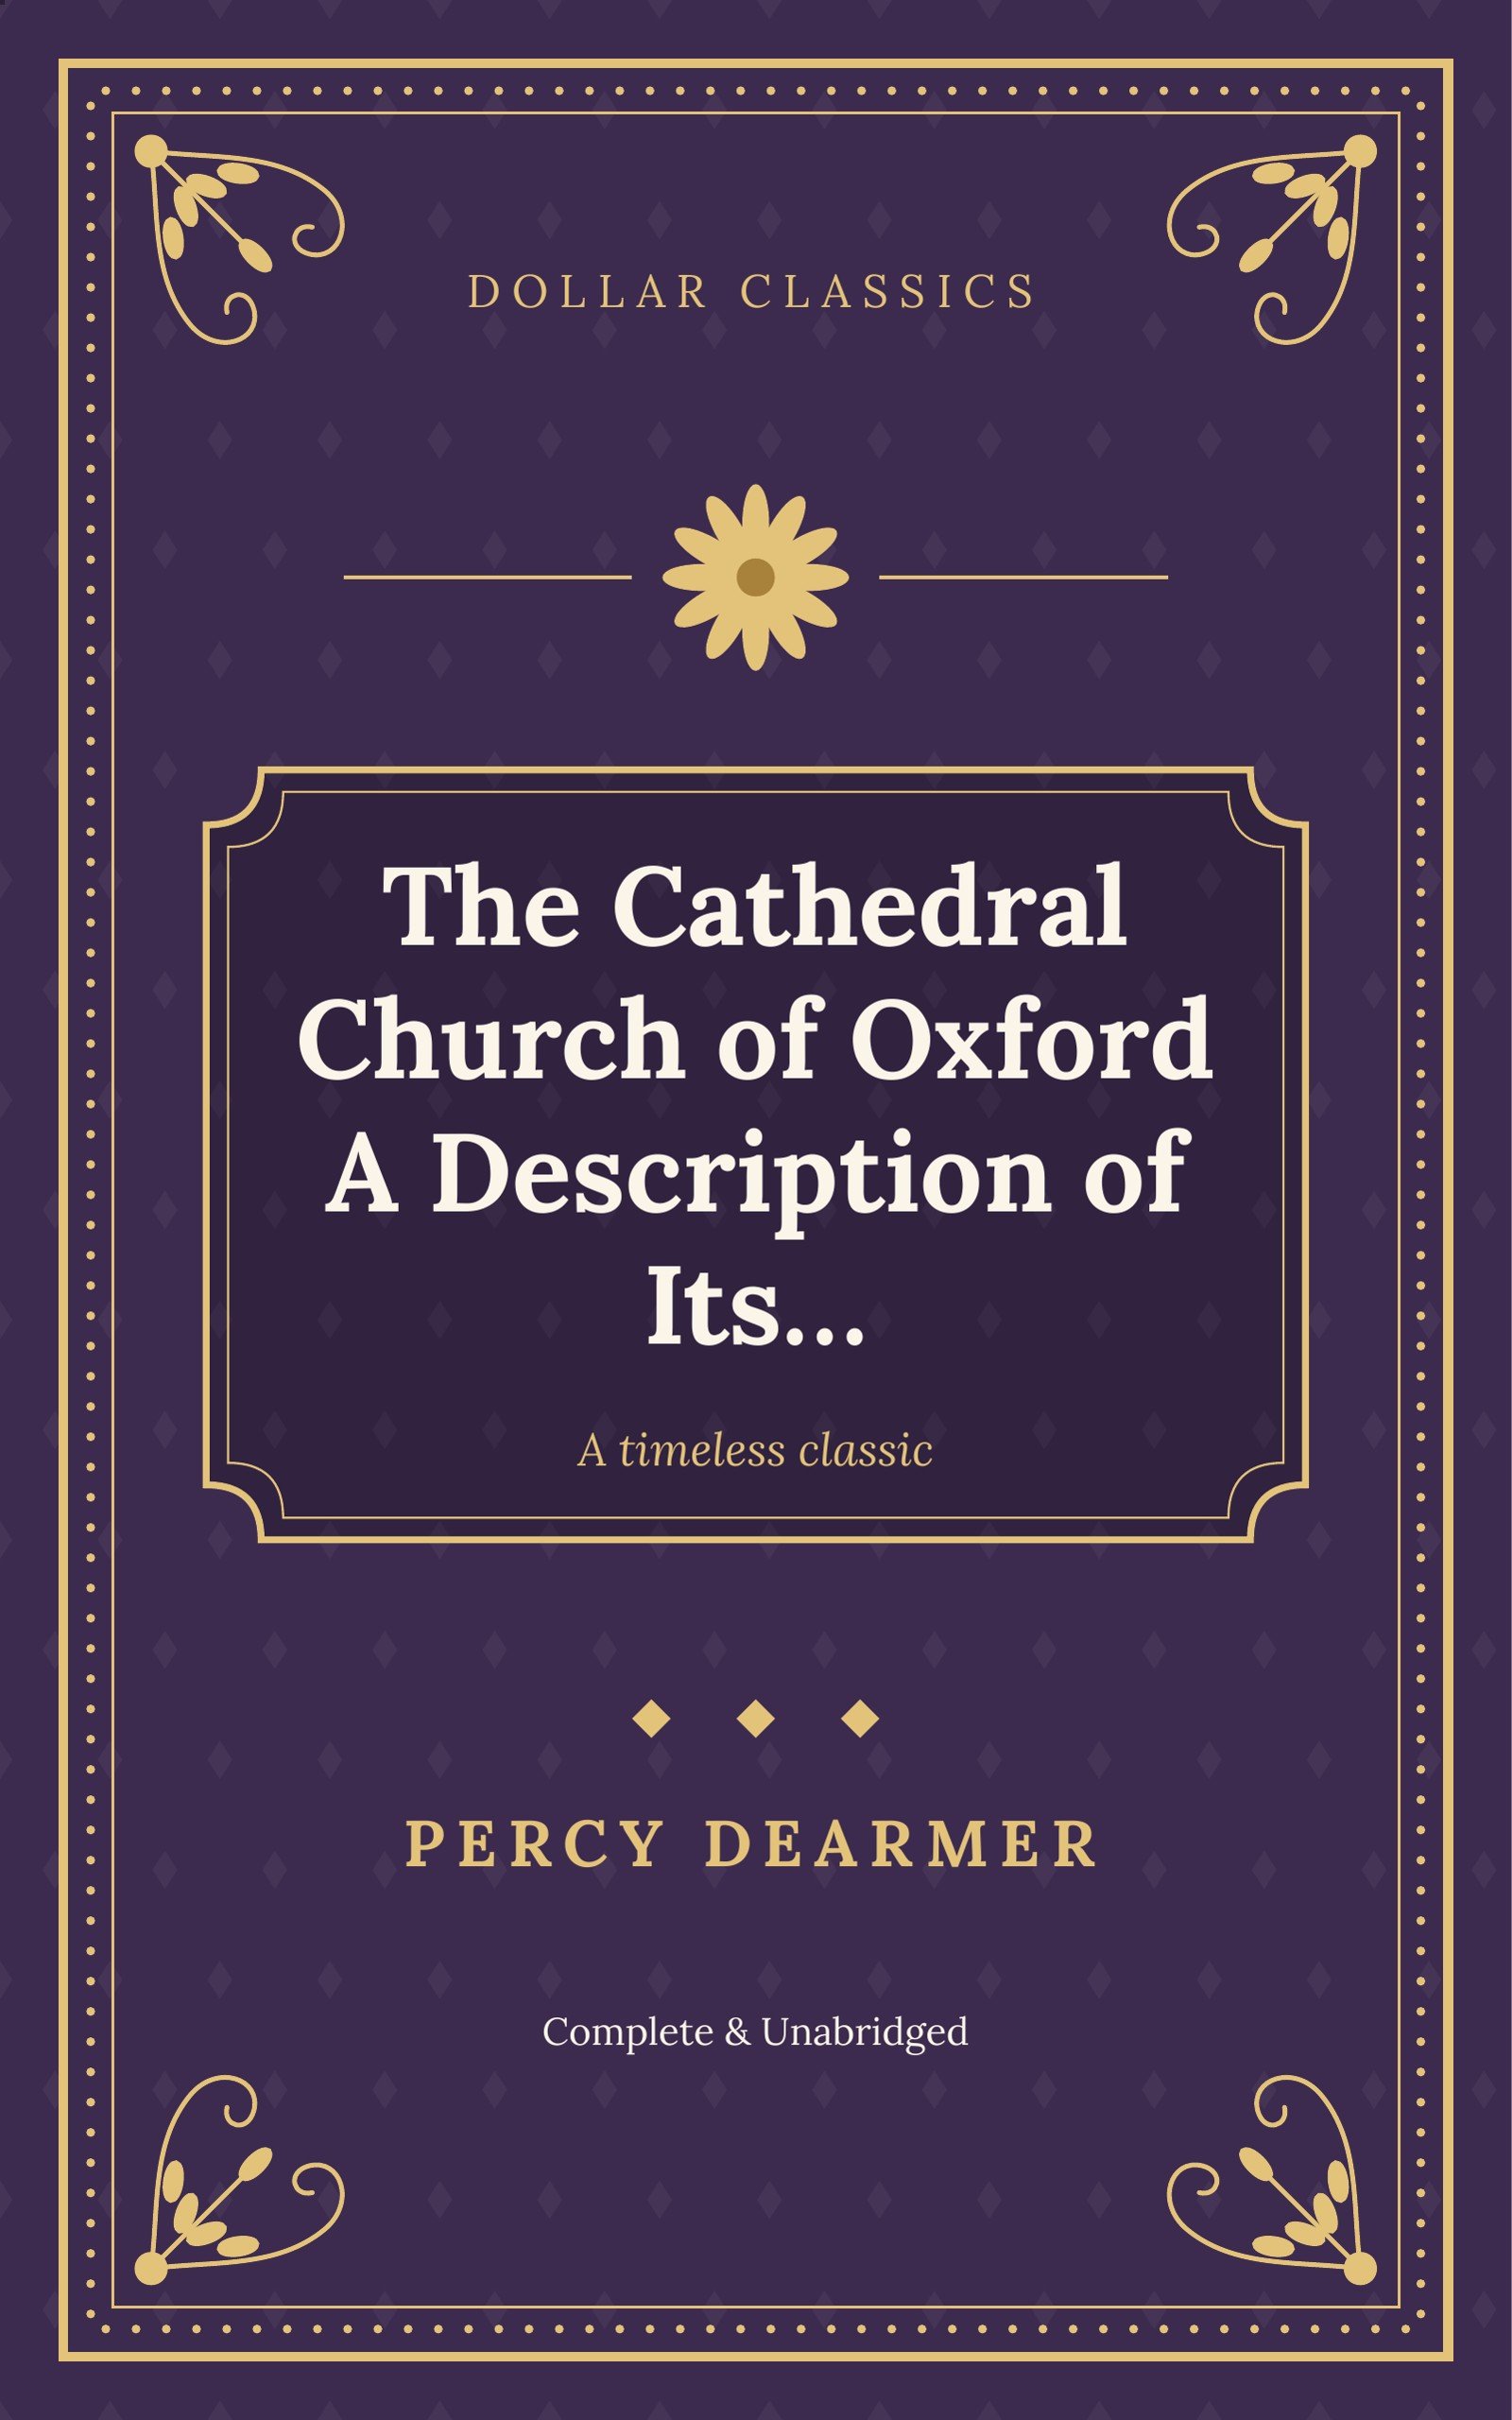 DOLLAR CLASSICS
The Cathedral
Church of Oxford
A Description of
Its...
A timeless classic
PERCY DEARMER
Complete & Unabridged